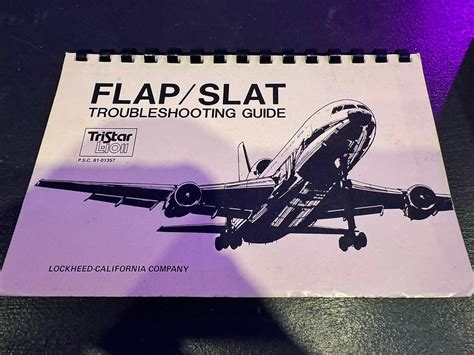 FLAP/SLAT
TROUBLESHOOTING GUIDE
TriStar
L-1011
P.S.C. 81-01357
LOCKHEED-CALIFORNIA COMPANY